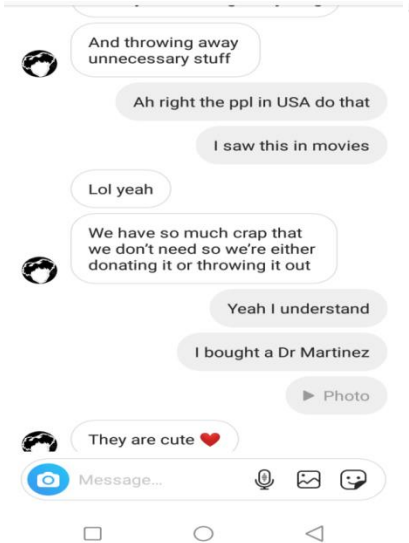 And throwing away
unnecessary stuff
Ah right the ppl in USA do that
I saw this in movies
Lol yeah
We have so much crap that
we don't need so we're either
donating it or throwing it out
Yeah I understand
I bought a Dr Martinez
Photo
They are cute ❤️
Message...